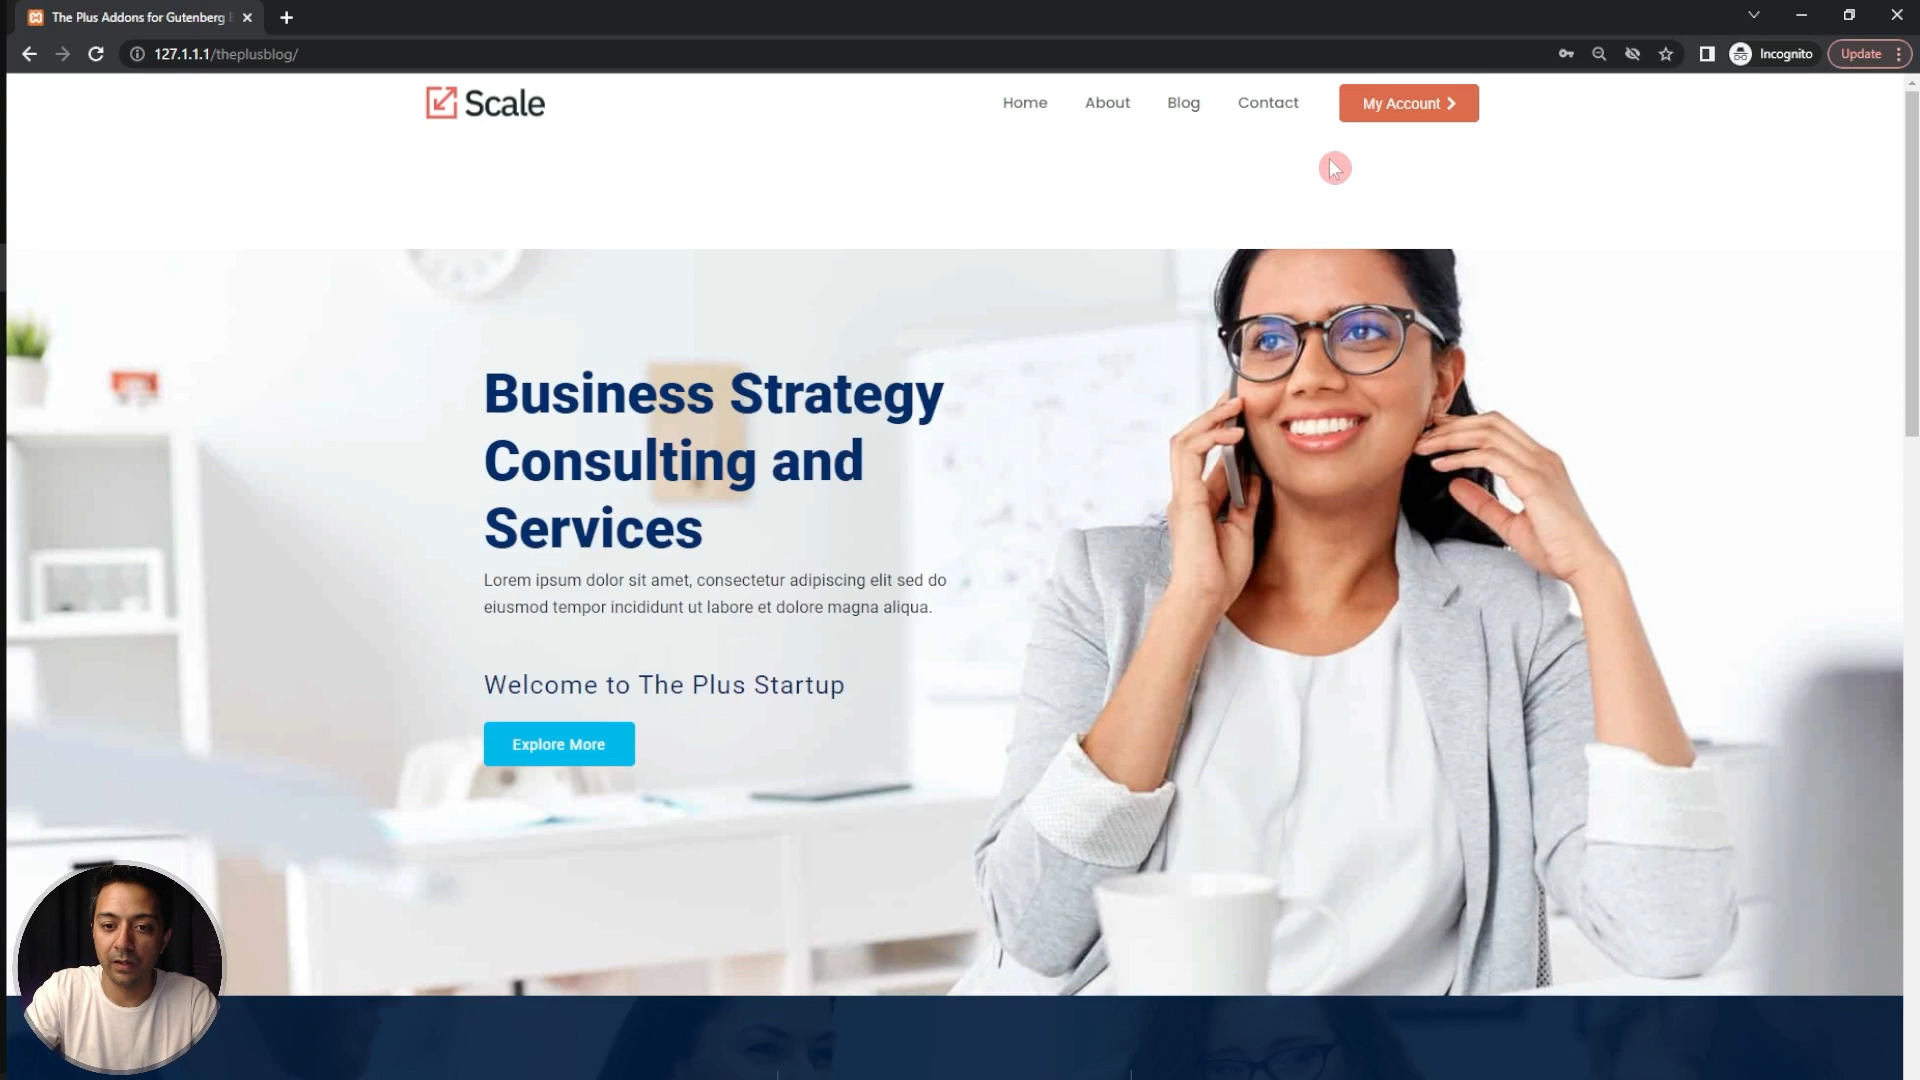 The Plus Addons for Gutenberg
127.1.1.1/theplusblog/
Incognito
Update
Scale
Home
About
Blog
Contact
My Account
Business Strategy
Consulting and
Services
Lorem ipsum dolor sit amet, consectetur adipiscing elit sed do
eiusmod tempor incididunt ut labore et dolore magna aliqua.
Welcome to The Plus Startup
Explore More